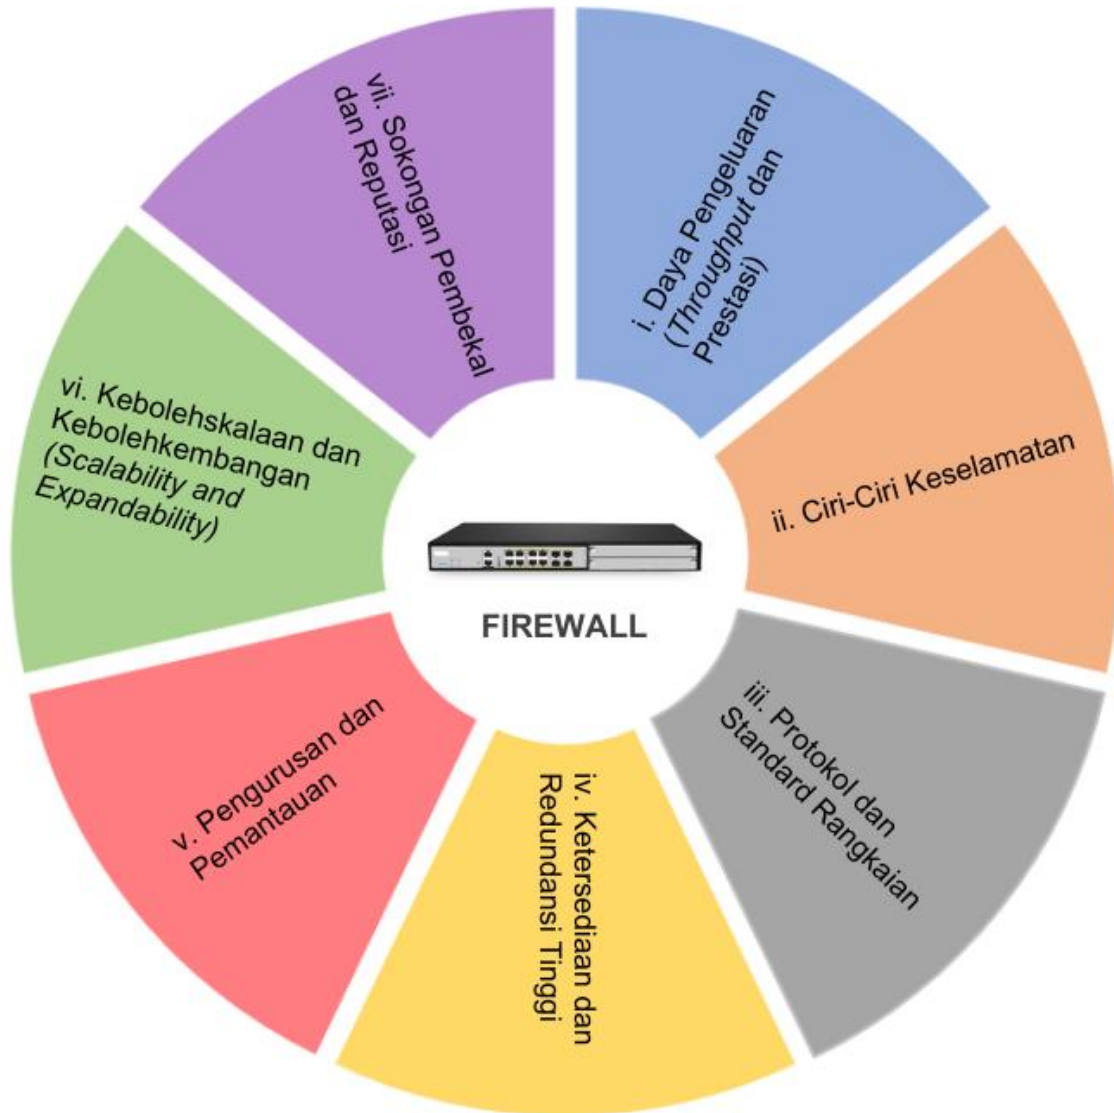 i. Daya Pengeluaran
(Throughput dan
Prestasi)
ii. Ciri-Ciri Keselamatan
iii. Protokol dan
Standard Rangkaian
iv. Ketersediaan dan
Redundansi Tinggi
v. Pengurusan dan
Pemantauan
vi. Kebolehskalaan dan
Kebolehkembangan
(Scalability and
Expandability)
vii. Sokongan Pembekal
dan Reputasi
FIREWALL